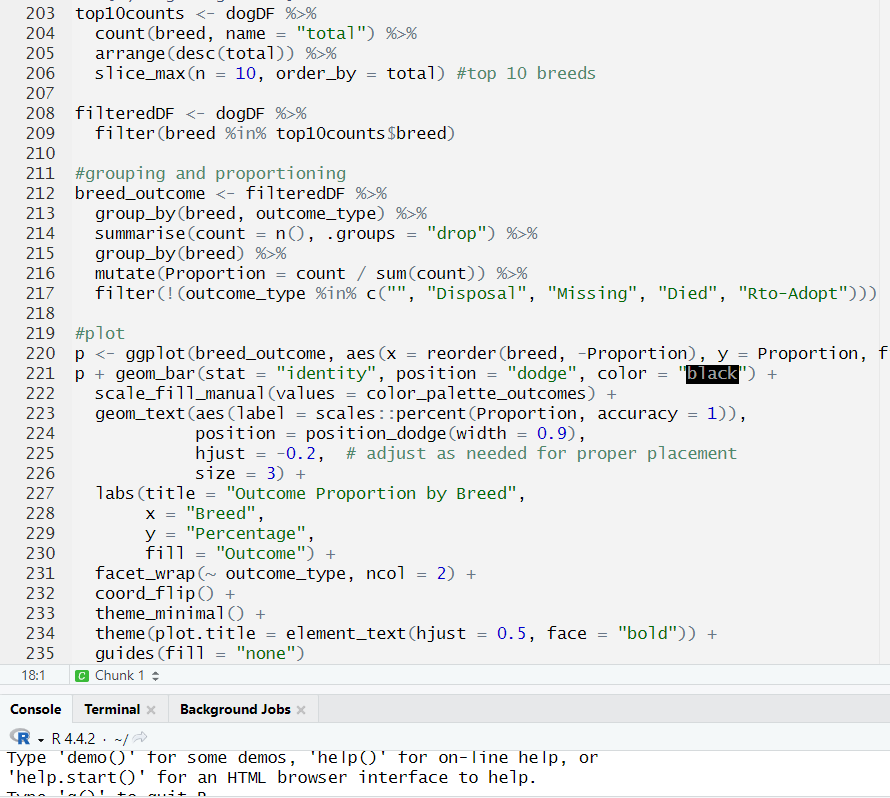 203 top10counts <- dogDF %>%
204 count(breed, name = "total") %>%
205 arrange(desc(total)) %>%
206 slice_max(n = 10, order_by = total) #top 10 breeds
207
208 filteredDF <- dogDF %>%
209 filter(breed %in% top10counts$breed)
210
211 #grouping and proportioning
212 breed_outcome <- filteredDF %>%
213 group_by(breed, outcome_type) %>%
214 summarise(count = n(), .groups = "drop") %>%
215 group_by(breed) %>%
216 mutate(Proportion = count / sum(count)) %>%
217 filter(!(outcome_type %in% c("", "Disposal", "Missing", "Died", "Rto-Adopt")))
218
219 #plot
220 p <- ggplot(breed_outcome, aes(x = reorder(breed, -Proportion), y = Proportion, f
221 p + geom_bar(stat = "identity", position = "dodge", color = "black") +
222 scale_fill_manual(values = color_palette_outcomes) +
223 geom_text(aes(label = scales::percent(Proportion, accuracy = 1)),
224 position = position_dodge(width = 0.9),
225 hjust = -0.2, # adjust as needed for proper placement
226 size = 3) +
227 labs(title = "Outcome Proportion by Breed",
228 x = "Breed",
229 y = "Percentage",
230 fill = "Outcome") +
231 facet_wrap(~ outcome_type, ncol = 2) +
232 coord_flip() +
233 theme_minimal() +
234 theme(plot.title = element_text(hjust = 0.5, face = "bold")) +
235 guides(fill = "none")
18:1 C Chunk 1
Console Terminal Background Jobs
R R 4.4.2 · ~/
Type 'demo()' for some demos, 'help()' for on-line help, or
'help.start()' for an HTML browser interface to help.
Type 'q()' to quit R.